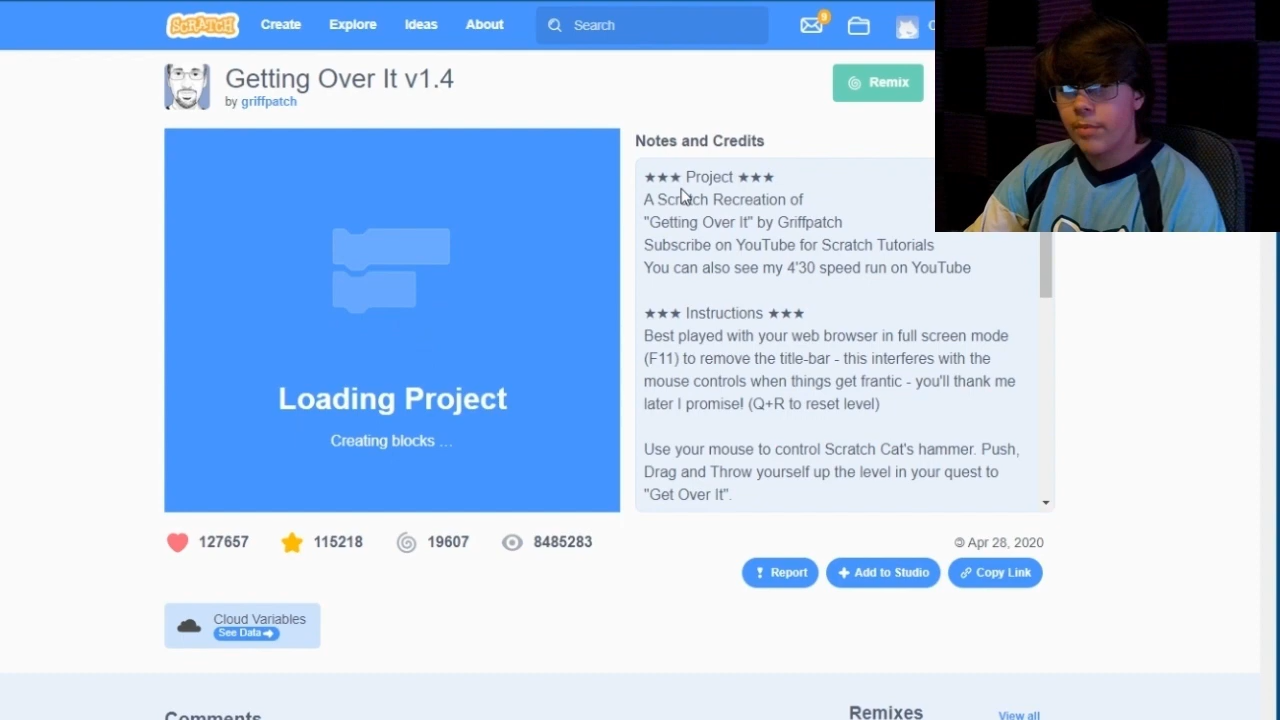 SCRATCH Create Explore Ideas About Search 9
Getting Over It v1.4
by griffpatch
Remix
Loading Project
Creating blocks ...
Notes and Credits
★★★ Project ★★★
A Scratch Recreation of
"Getting Over It" by Griffpatch
Subscribe on YouTube for Scratch Tutorials
You can also see my 4'30 speed run on YouTube
★★★ Instructions ★★★
Best played with your web browser in full screen mode
(F11) to remove the title-bar - this interferes with the
mouse controls when things get frantic - you'll thank me
later I promise! (Q+R to reset level)
Use your mouse to control Scratch Cat's hammer. Push,
Drag and Throw yourself up the level in your quest to
"Get Over It".
127657 115218 19607 8485283
Apr 28, 2020
Report Add to Studio Copy Link
Cloud Variables
See Data
Comments
Remixes
View all